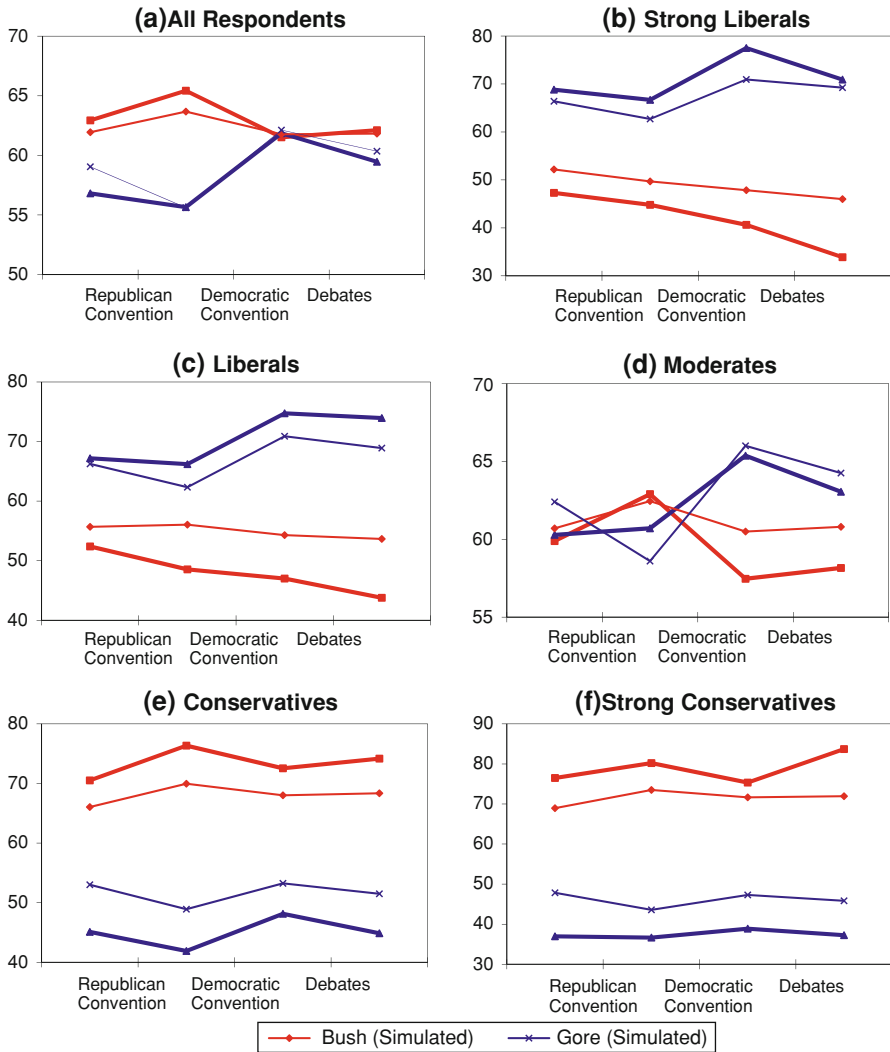 (a)All Respondents
70
65
60
55
50
Republican Convention
Democratic Convention
Debates
(b) Strong Liberals
80
70
60
50
40
30
Republican Convention
Democratic Convention
Debates
(c) Liberals
80
70
60
50
40
Republican Convention
Democratic Convention
Debates
(d) Moderates
70
65
60
55
Republican Convention
Democratic Convention
Debates
(e) Conservatives
80
70
60
50
40
Republican Convention
Democratic Convention
Debates
(f)Strong Conservatives
90
80
70
60
50
40
30
Republican Convention
Democratic Convention
Debates
Bush (Simulated)
Gore (Simulated)